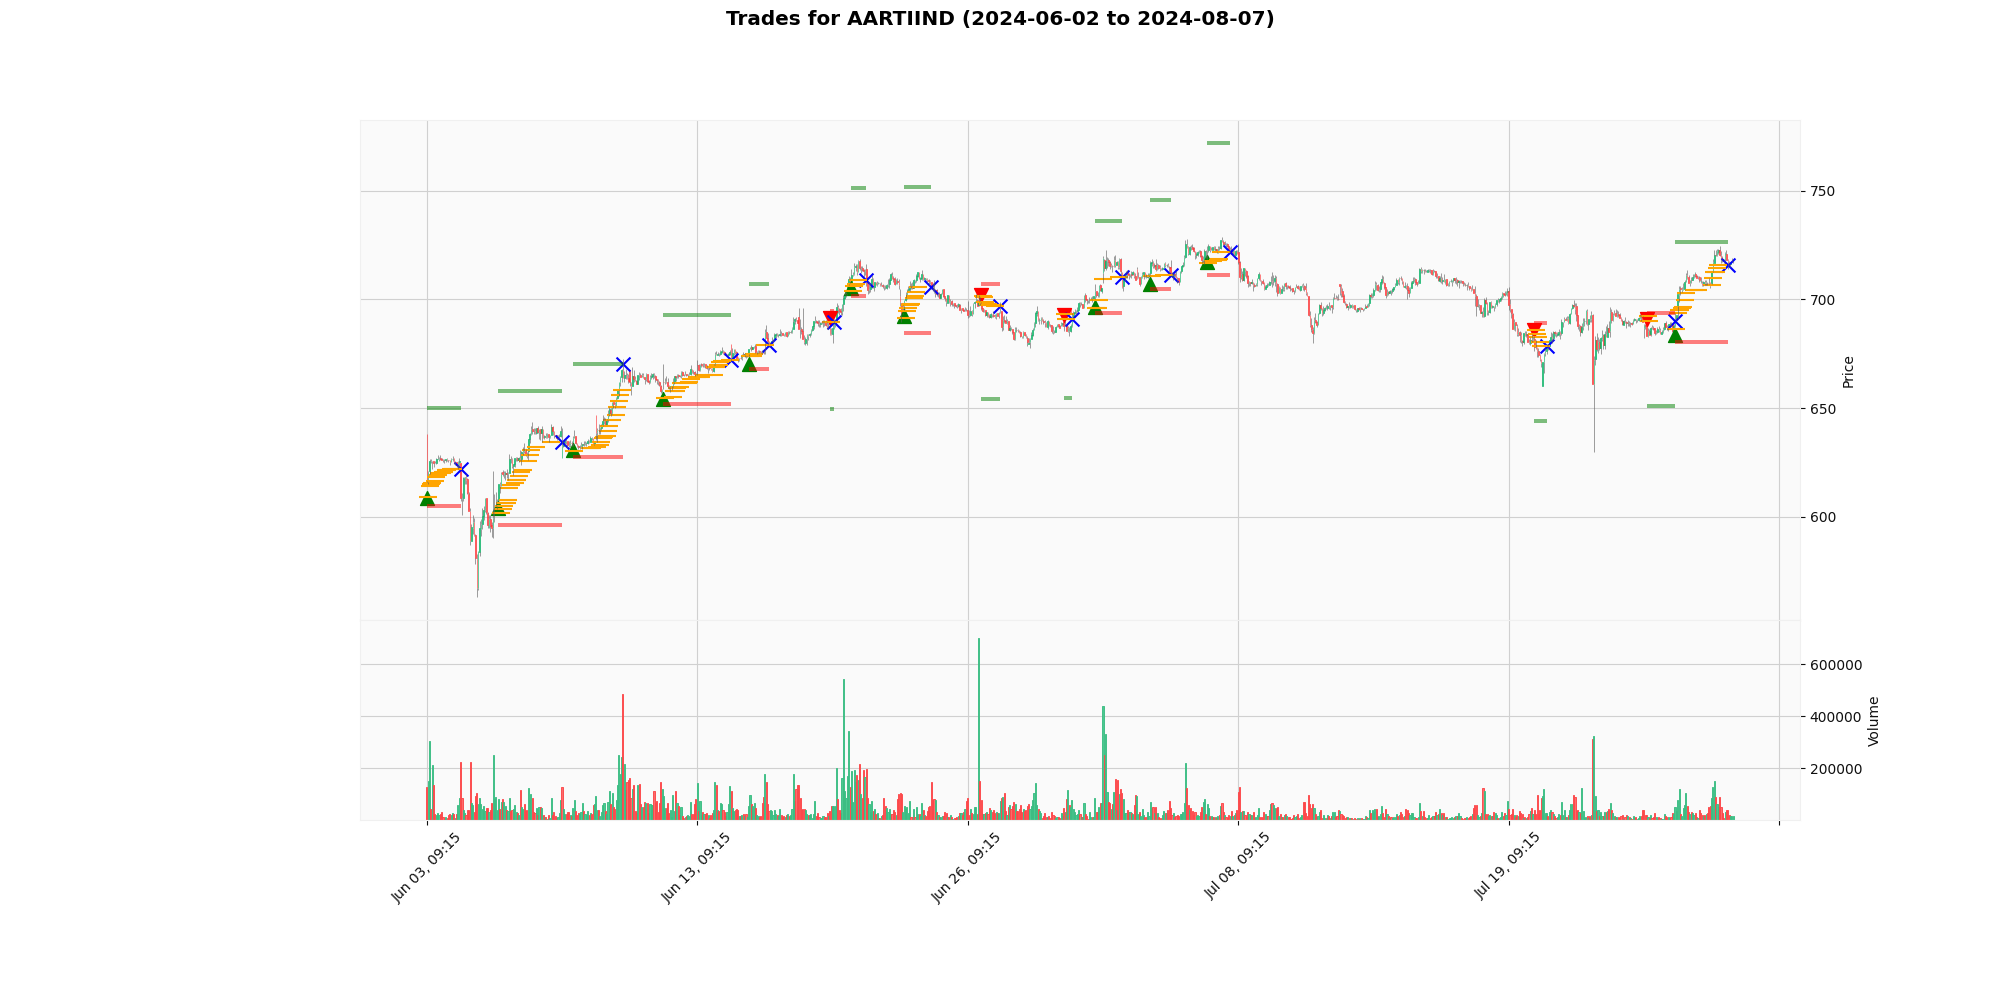 Trades for AARTIIND (2024-06-02 to 2024-08-07)
750
700
650
600
Price
600000
400000
200000
Volume
Jun 03, 09:15
Jun 13, 09:15
Jun 26, 09:15
Jul 08, 09:15
Jul 19, 09:15